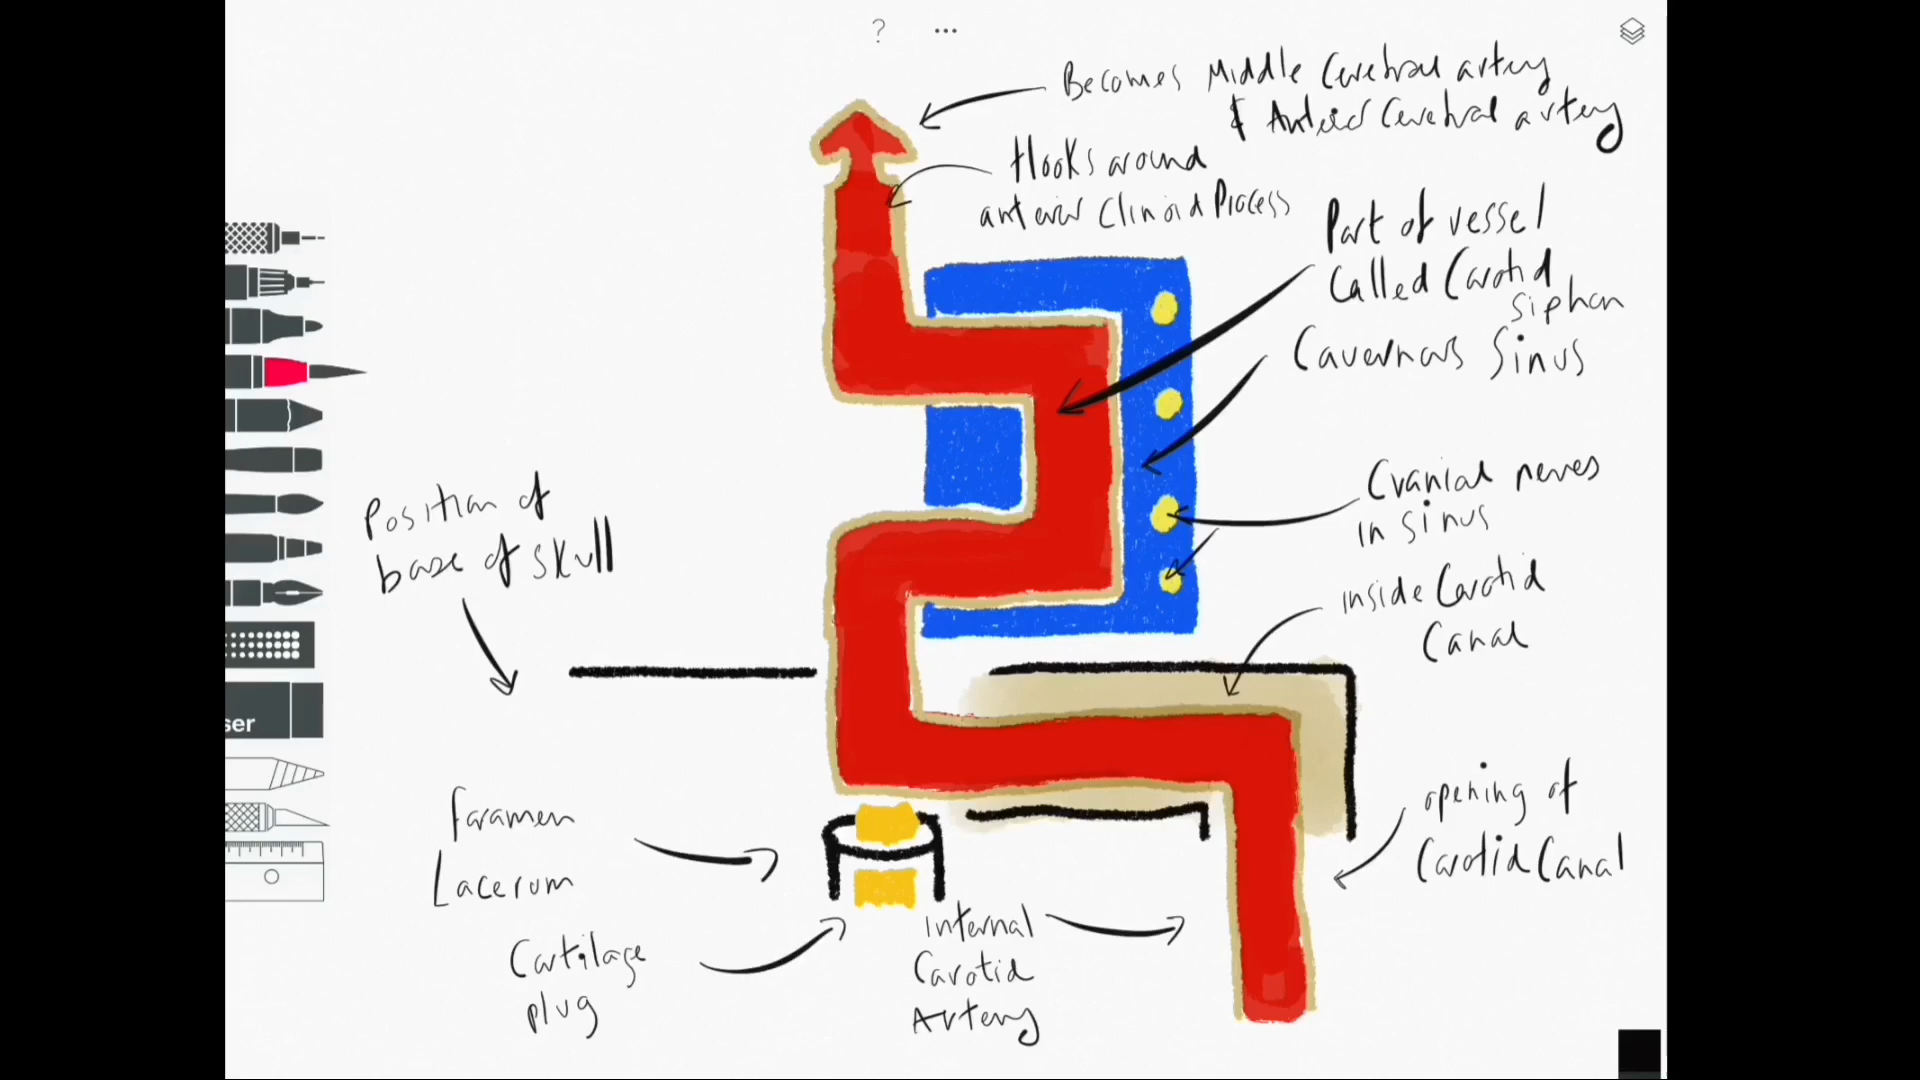 ?
...
Becomes Middle Cerebral artery
& Anterior Cerebral artery
Hooks around
anterior Clinoid Process
Part of vessel
Called Carotid
siphon
Cavernous Sinus
Position of
base of skull
Cranial nerves
in sinus
inside Carotid
Canal
ser
opening of
Carotid Canal
Foramen
Lacerum
Cartilage
plug
Internal
Carotid
Artery